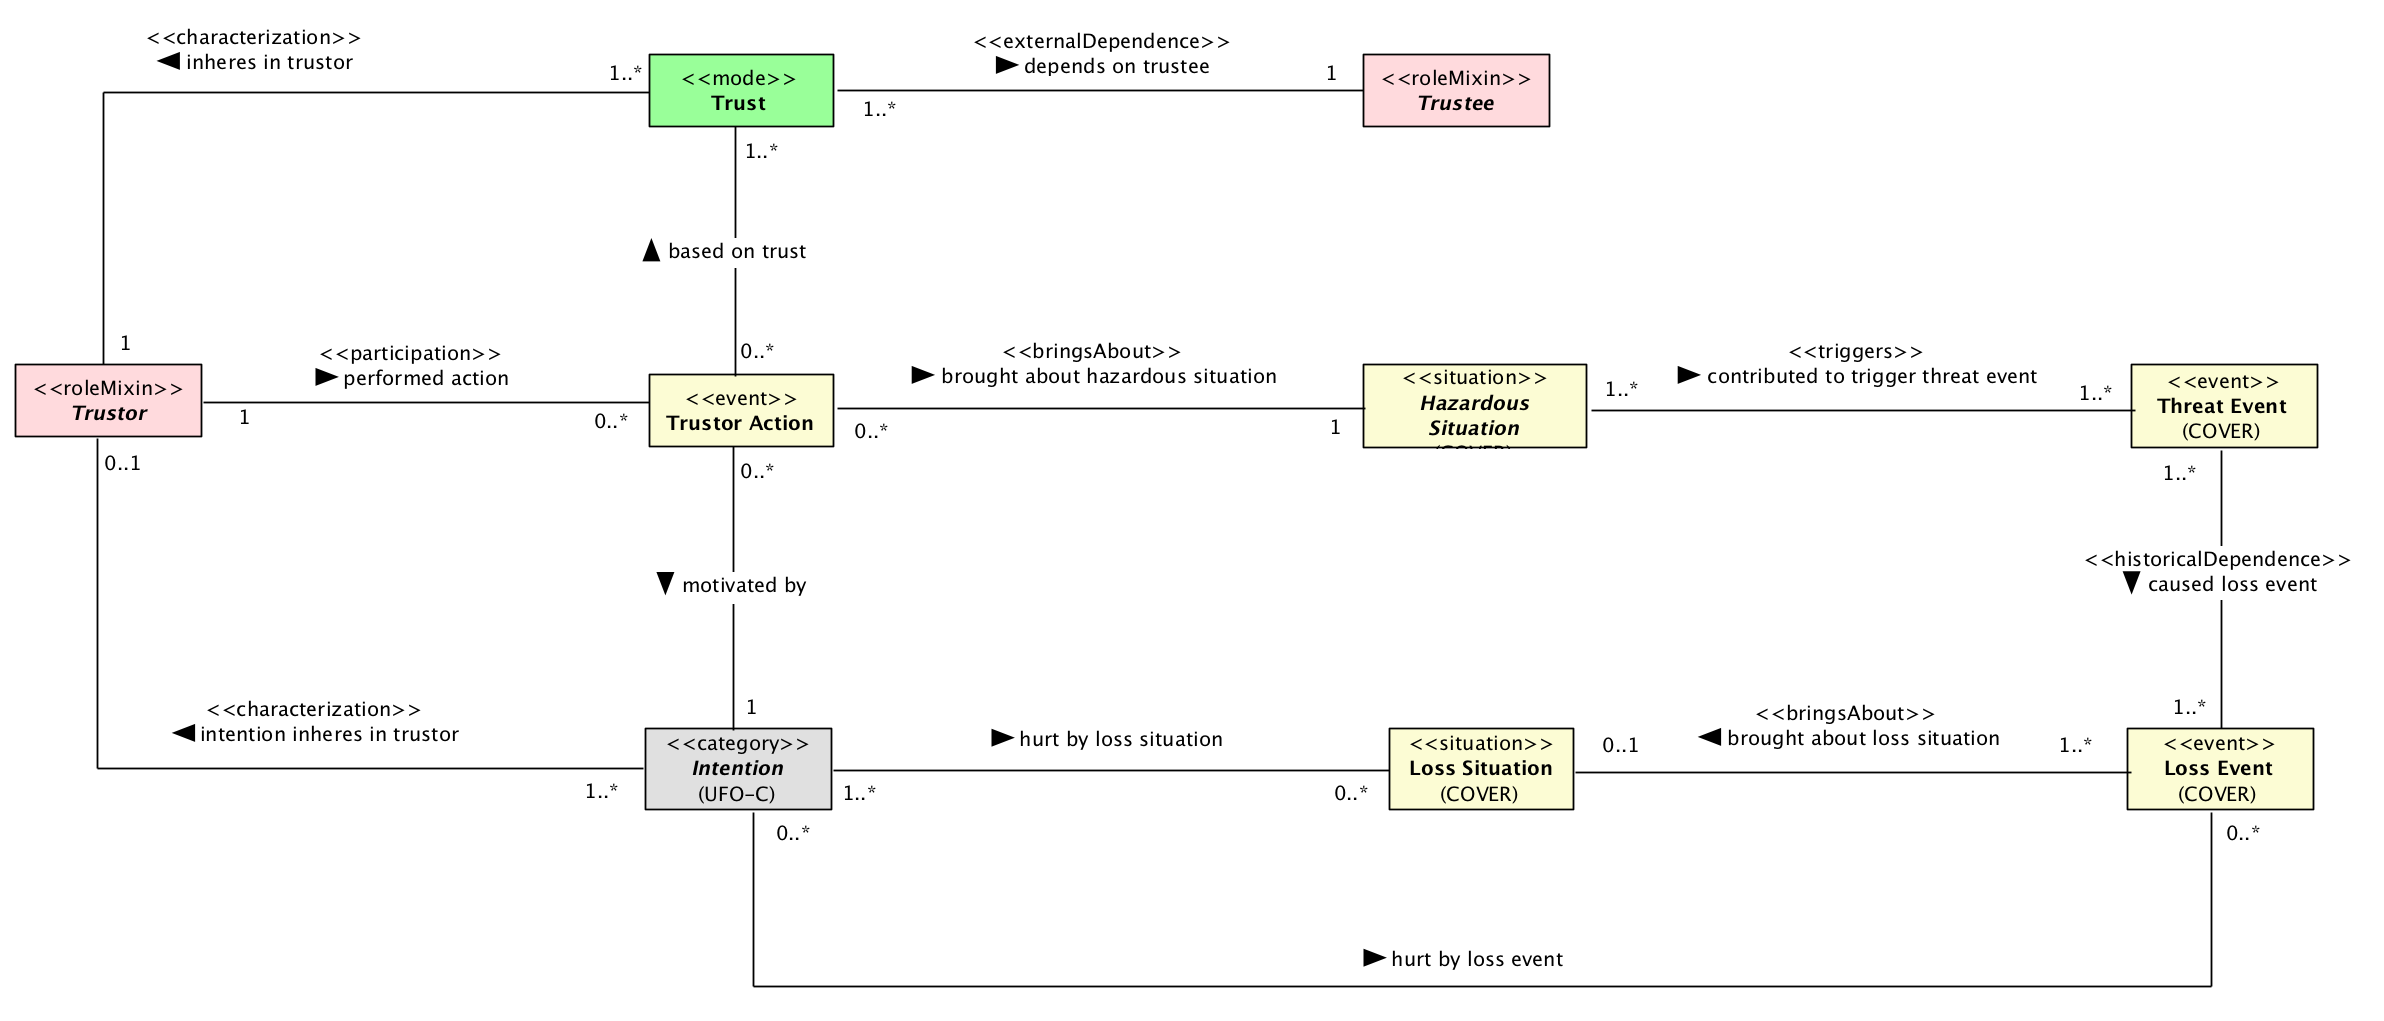 <<characterization>>
inheres in trustor
1..*
<<mode>>
Trust
<<externalDependence>>
depends on trustee
1
1..*
<<roleMixin>>
Trustee
1..*
based on trust
0..*
1
<<roleMixin>>
Trustor
<<participation>>
performed action
1
0..*
<<event>>
Trustor Action
<<bringsAbout>>
brought about hazardous situation
0..*
1
<<situation>>
Hazardous
Situation
<<triggers>>
contributed to trigger threat event
1..*
1..*
<<event>>
Threat Event
(COVER)
0..1
0..*
motivated by
1
1..*
<<historicalDependence>>
caused loss event
1..*
<<characterization>>
intention inheres in trustor
1..*
<<category>>
Intention
(UFO-C)
hurt by loss situation
1..*
0..*
<<situation>>
Loss Situation
(COVER)
<<bringsAbout>>
brought about loss situation
0..1
1..*
<<event>>
Loss Event
(COVER)
0..*
0..*
hurt by loss event